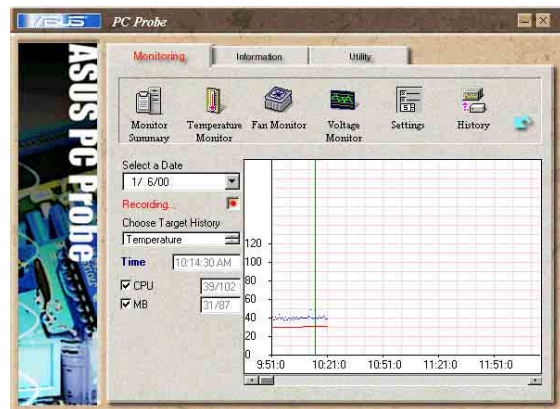 ASUS PC Probe
ASUS PC Probe
Monitoring Information Utility
Monitor Summary
Temperature Monitor
Fan Monitor
Voltage Monitor
Settings
History
Select a Date
1/ 6/00
Recording...
Choose Target History
Temperature
Time 10:14:30 AM
CPU 39/102
MB 31/87
120
100
80
60
40
20
0
9:51:0 10:21:0 10:51:0 11:21:0 11:51:0